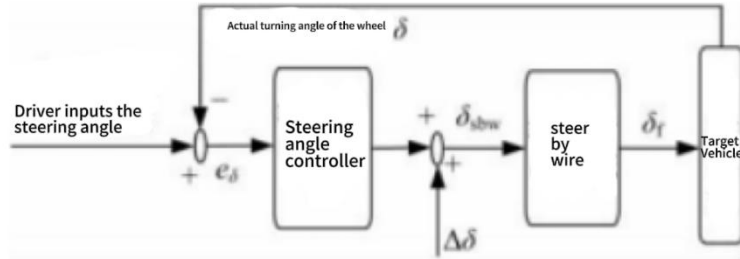 Actual turning angle of the wheel δ
−
Driver inputs the
steering angle
+ e_δ
Steering
angle
controller
+ δ_sbw
+
Δδ
steer
by
wire
δ_f
Target
Vehicle